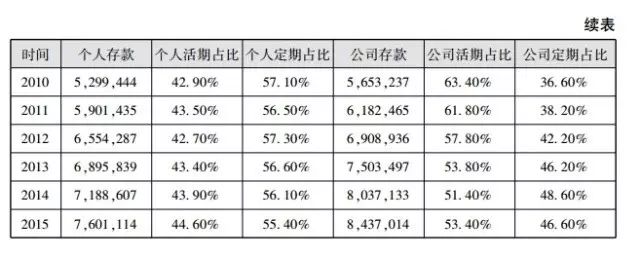 续表
时间 个人存款 个人活期占比 个人定期占比 公司存款 公司活期占比 公司定期占比
2010 5,299,444 42.90% 57.10% 5,653,237 63.40% 36.60%
2011 5,901,435 43.50% 56.50% 6,182,465 61.80% 38.20%
2012 6,554,287 42.70% 57.30% 6,908,936 57.80% 42.20%
2013 6,895,839 43.40% 56.60% 7,503,497 53.80% 46.20%
2014 7,188,607 43.90% 56.10% 8,037,133 51.40% 48.60%
2015 7,601,114 44.60% 55.40% 8,437,014 53.40% 46.60%